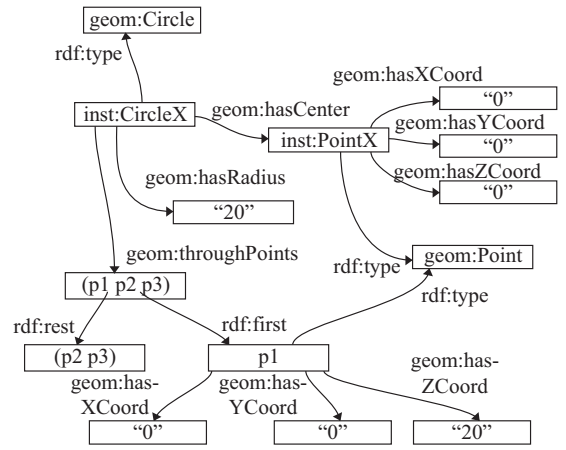 geom:Circle
rdf:type
geom:hasXCoord
inst:CircleX
geom:hasCenter
“0”
geom:hasYCoord
inst:PointX
“0”
geom:hasZCoord
geom:hasRadius
“0”
“20”
geom:throughPoints
geom:Point
rdf:type
(p1 p2 p3)
rdf:type
rdf:rest
rdf:first
(p2 p3)
p1
geom:has-
XCoord
geom:has-
YCoord
geom:has-
ZCoord
“0”
“0”
“20”